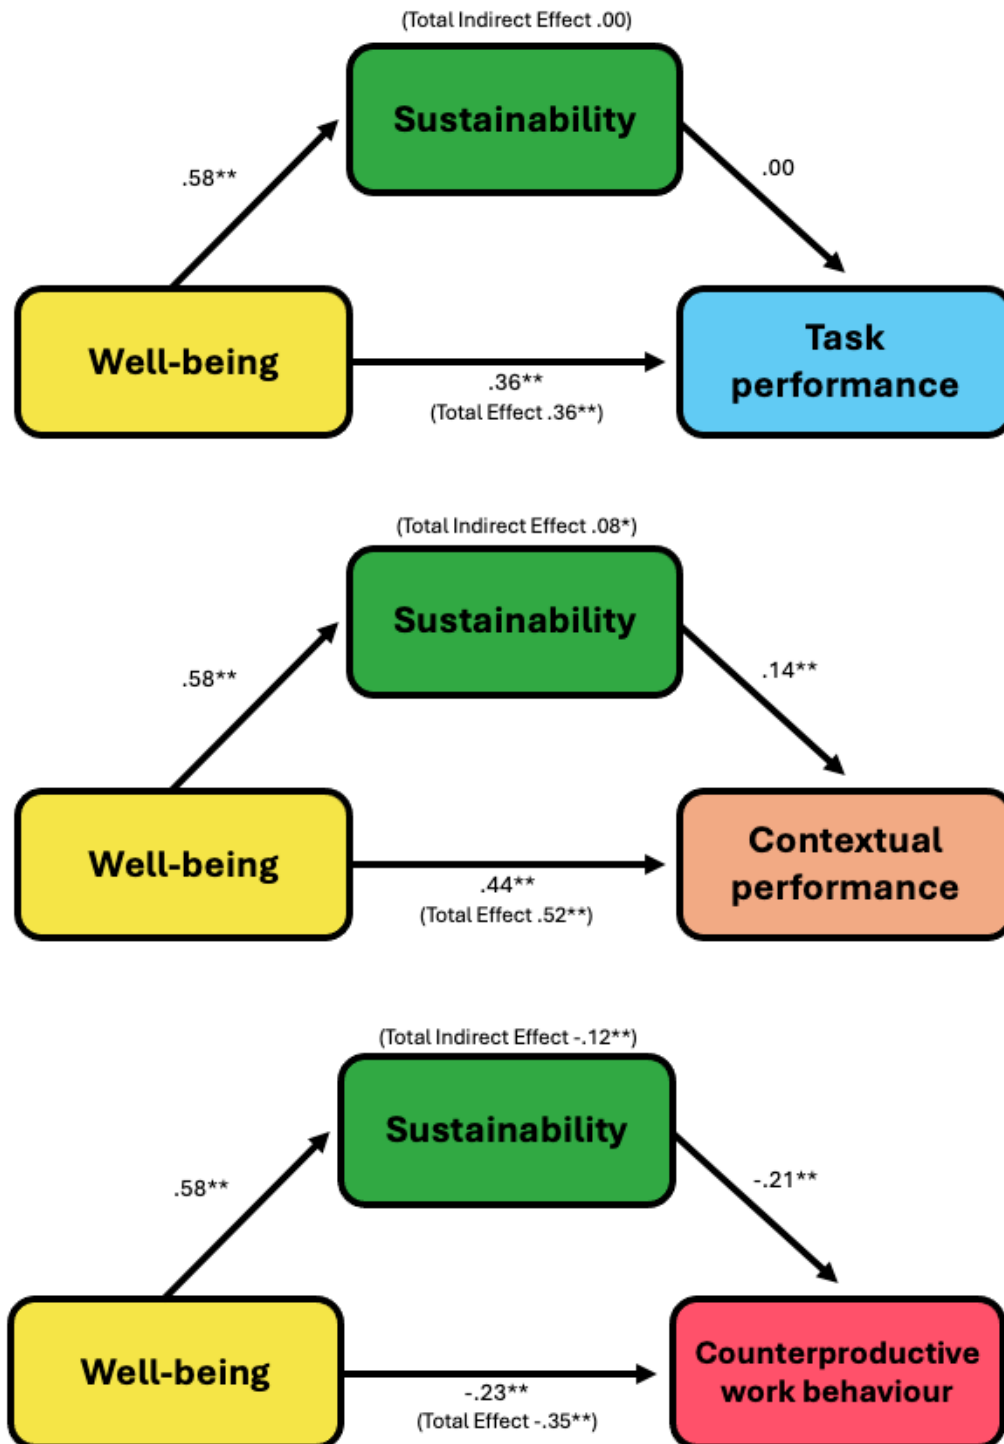 (Total Indirect Effect .00)
Sustainability
.58**
.00
Well-being
Task
performance
.36**
(Total Effect .36**)
(Total Indirect Effect .08*)
Sustainability
.58**
.14**
Well-being
Contextual
performance
.44**
(Total Effect .52**)
(Total Indirect Effect -.12**)
Sustainability
.58**
-.21**
Well-being
Counterproductive
work behaviour
-.23**
(Total Effect -.35**)